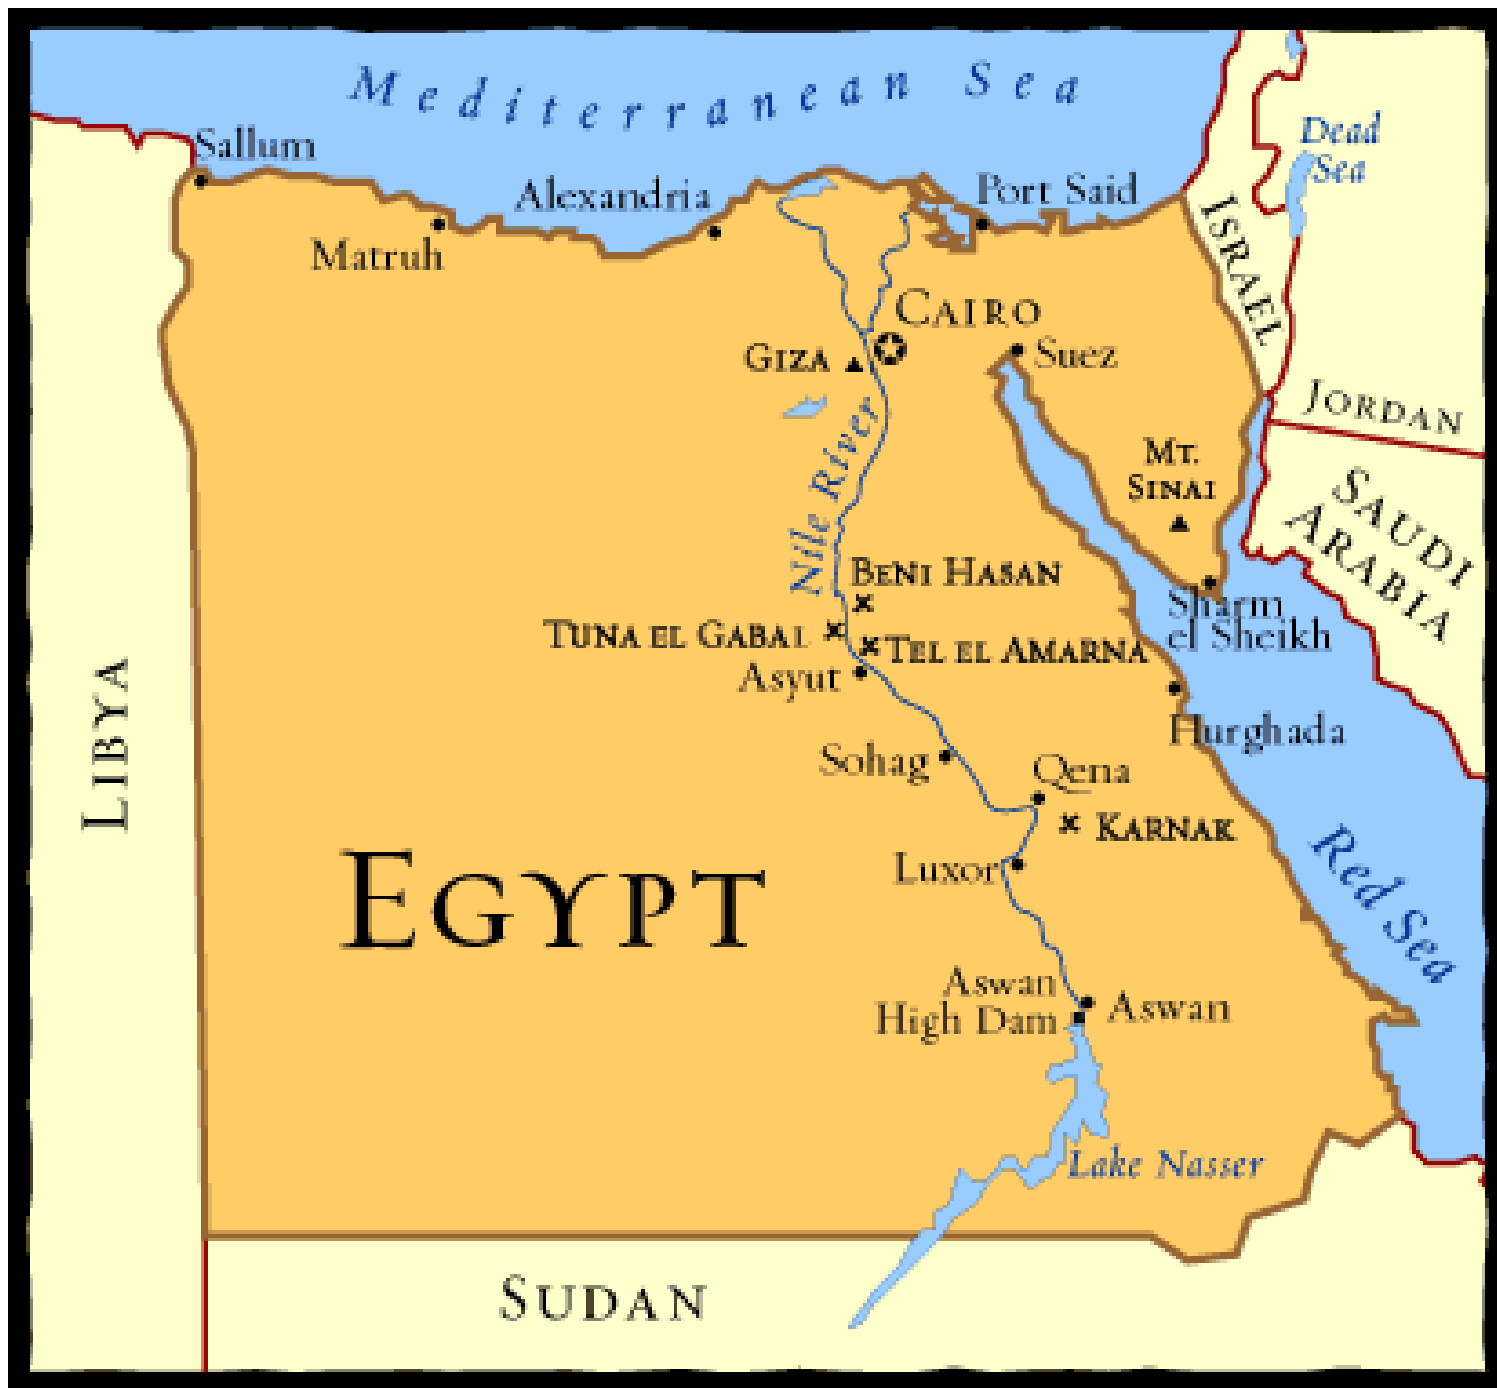 Mediterranean Sea
Dead
Sea
Sallum
Alexandria
Port Said
Matruh
ISRAEL
CAIRO
GIZA
Suez
JORDAN
Nile River
MT.
SINAI
SAUDI
ARABIA
BENI HASAN
Sharm
el Sheikh
TUNA EL GABAL
TEL EL AMARNA
Asyut
LIBYA
Hurghada
Sohag
Qena
KARNAK
Luxor
Red Sea
EGYPT
Aswan
High Dam
Aswan
Lake Nasser
SUDAN